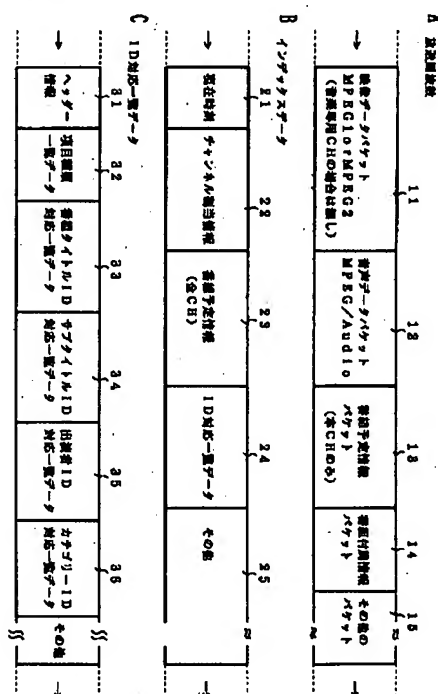 A 放送周波数
11
映像データパケット
MPEG1orMPEG2
(音楽専用CHの場合は無し)
12
音声データパケット
MPEG/Audio
13
番組予定情報
パケット
(本CHのみ)
14
番組付属情報
パケット
15
その他の
パケット
B インデックスデータ
21
現在時刻
22
チャンネル割当情報
23
番組予定情報
(全CH)
24
ID対応一覧データ
25
その他
C ID対応一覧データ
31
ヘッダー
情報
32
項目種類
一覧データ
33
番組タイトルID
対応一覧データ
34
サブタイトルID
対応一覧データ
35
出演者ID
対応一覧データ
36
カテゴリーID
対応一覧データ
その他